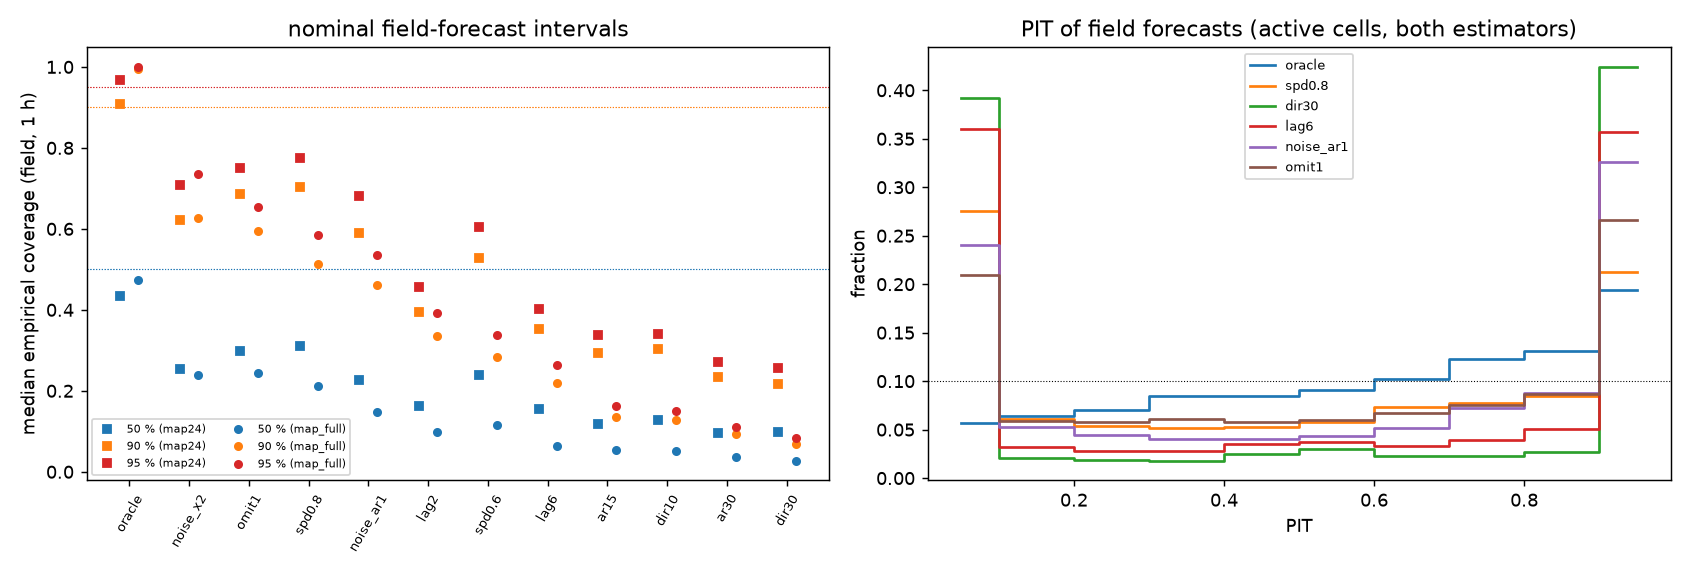 nominal field-forecast intervals
median empirical coverage (field, 1 h)
1.0
0.8
0.6
0.4
0.2
0.0
50 % (map24)
90 % (map24)
95 % (map24)
50 % (map_full)
90 % (map_full)
95 % (map_full)
oracle
noise_x2
omit1
spd0.8
noise_ar1
lag2
spd0.6
lag6
ar15
dir10
ar30
dir30
PIT of field forecasts (active cells, both estimators)
fraction
0.40
0.35
0.30
0.25
0.20
0.15
0.10
0.05
0.00
oracle
spd0.8
dir30
lag6
noise_ar1
omit1
0.2
0.4
0.6
0.8
PIT